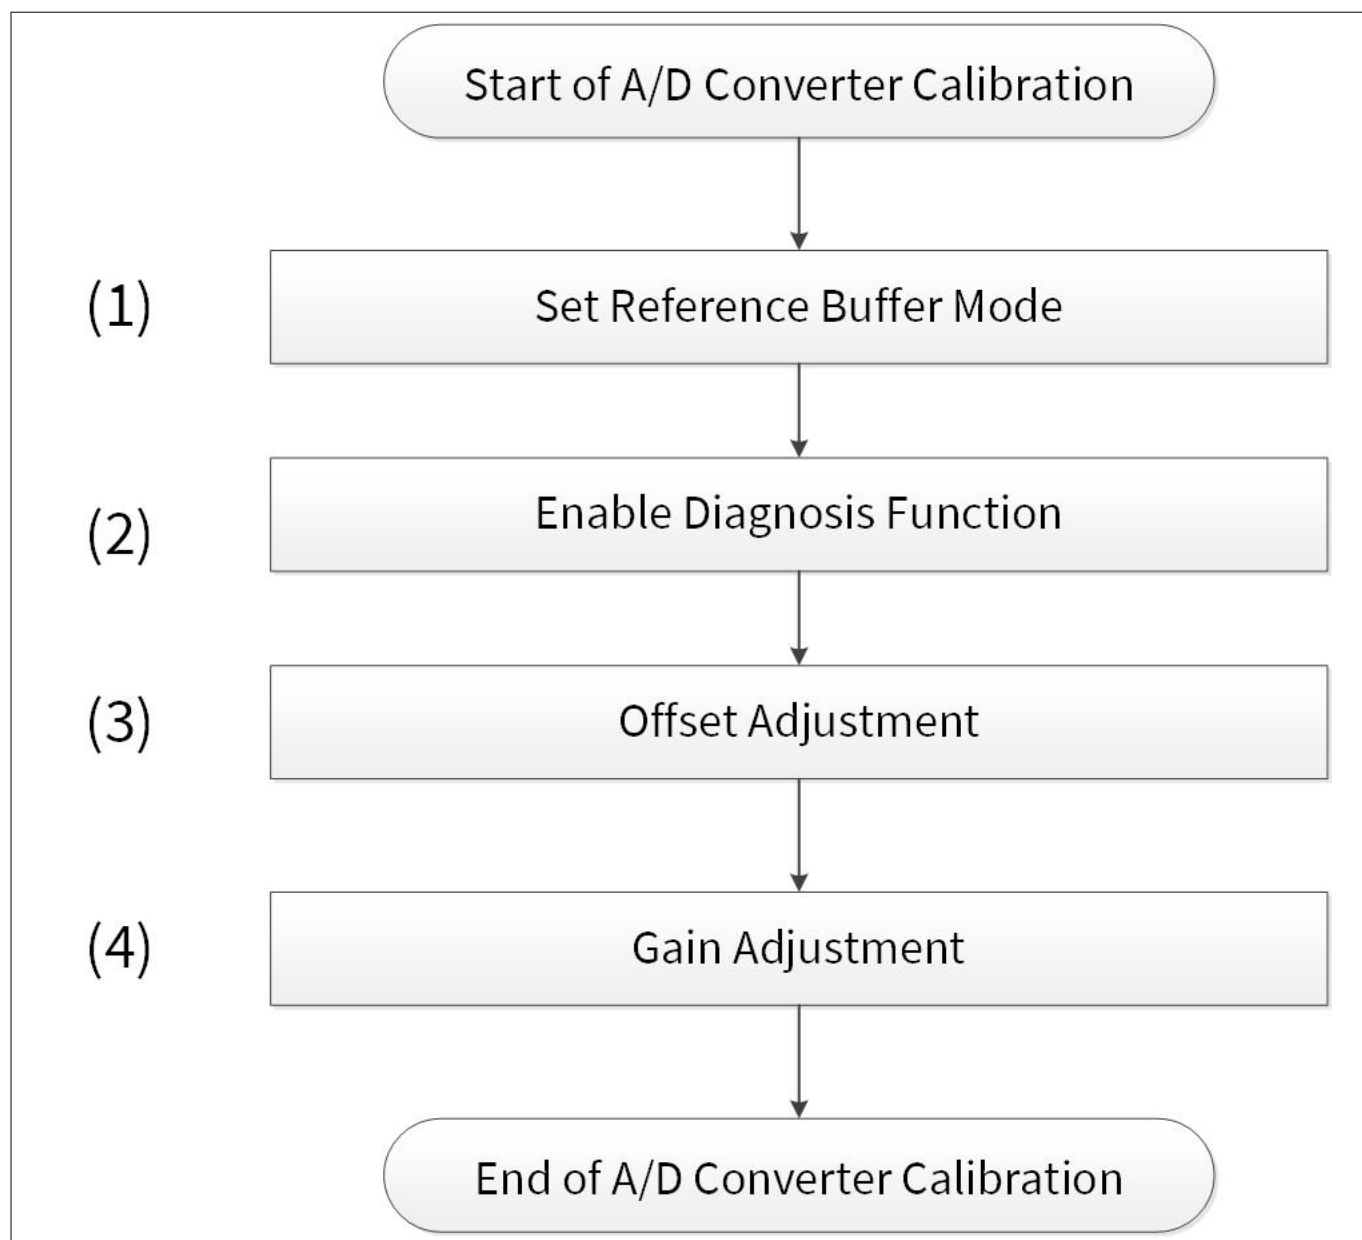 Start of A/D Converter Calibration
(1) Set Reference Buffer Mode
(2) Enable Diagnosis Function
(3) Offset Adjustment
(4) Gain Adjustment
End of A/D Converter Calibration